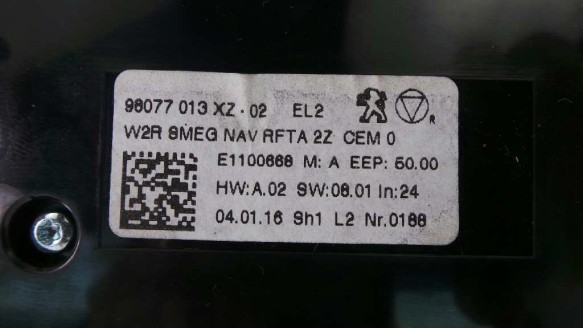 98077 013 XZ - 02 EL2
W2R SMEG NAV RFTA 2Z CEM 0
E1100668 M: A EEP: 50.00
HW:A.02 SW:08.01 In:24
04.01.16 Sh1 L2 Nr.0188
R